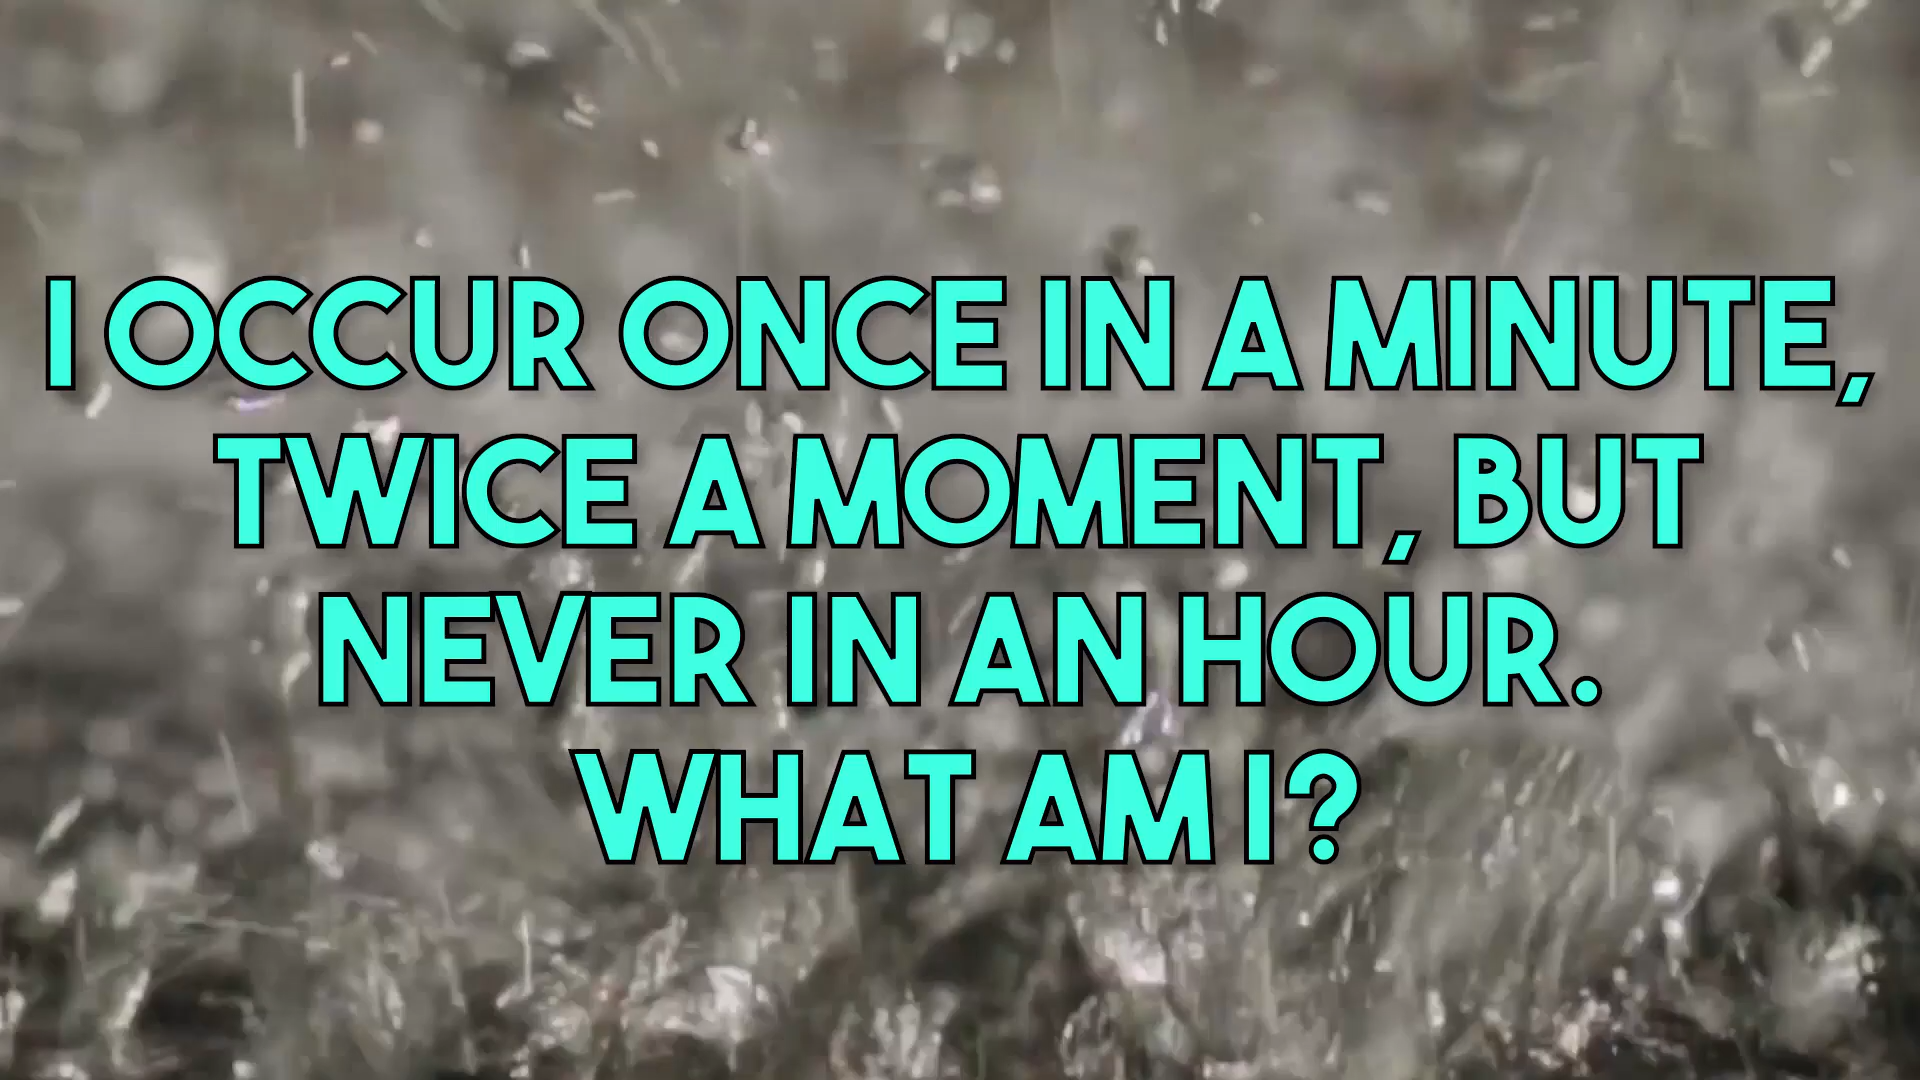 I OCCUR ONCE IN A MINUTE,
TWICE A MOMENT, BUT
NEVER IN AN HOUR.
WHAT AM I?